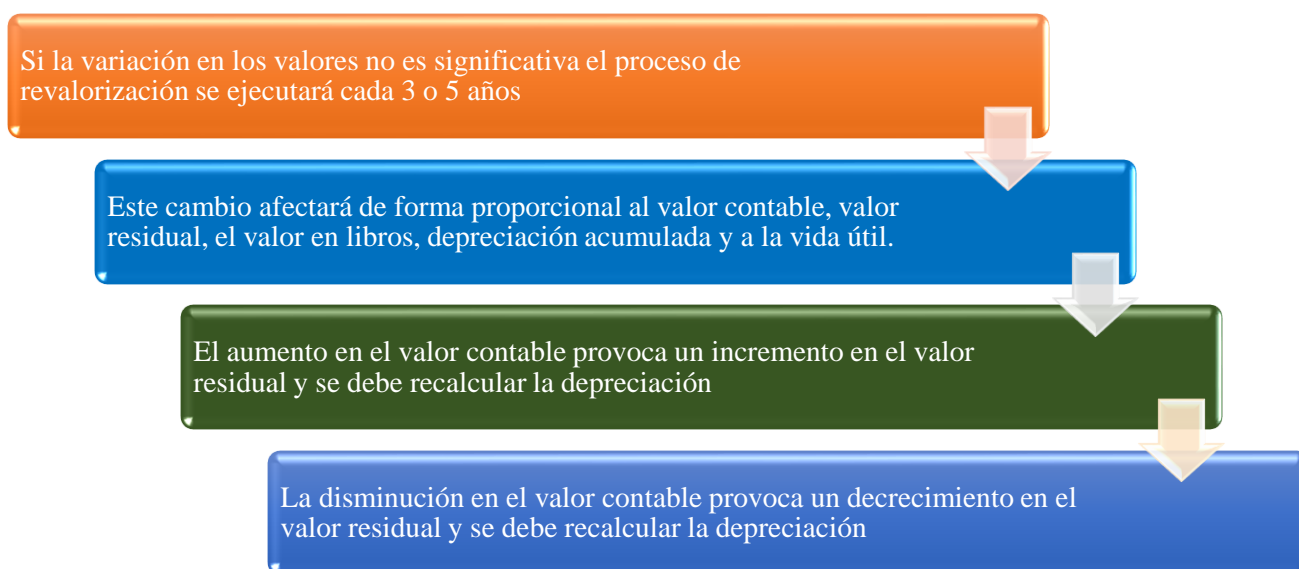 Si la variación en los valores no es significativa el proceso de
revalorización se ejecutará cada 3 o 5 años
Este cambio afectará de forma proporcional al valor contable, valor
residual, el valor en libros, depreciación acumulada y a la vida útil.
El aumento en el valor contable provoca un incremento en el valor
residual y se debe recalcular la depreciación
La disminución en el valor contable provoca un decrecimiento en el
valor residual y se debe recalcular la depreciación